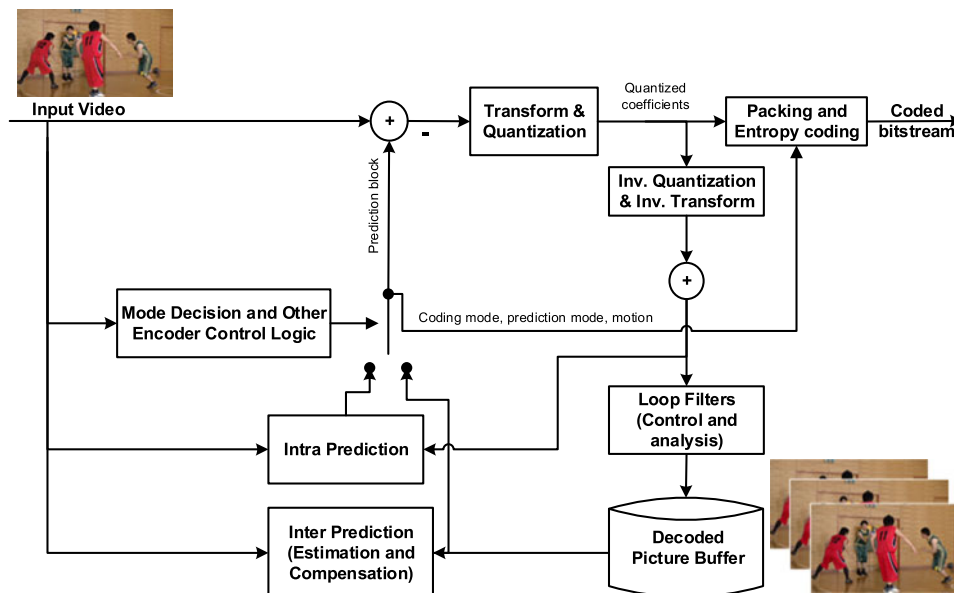 Input Video
+
-
Transform &
Quantization
Quantized
coefficients
Packing and
Entropy coding
Coded
bitstream
Prediction block
Inv. Quantization
& Inv. Transform
+
Mode Decision and Other
Encoder Control Logic
Coding mode, prediction mode, motion
Intra Prediction
Loop Filters
(Control and
analysis)
Inter Prediction
(Estimation and
Compensation)
Decoded
Picture Buffer